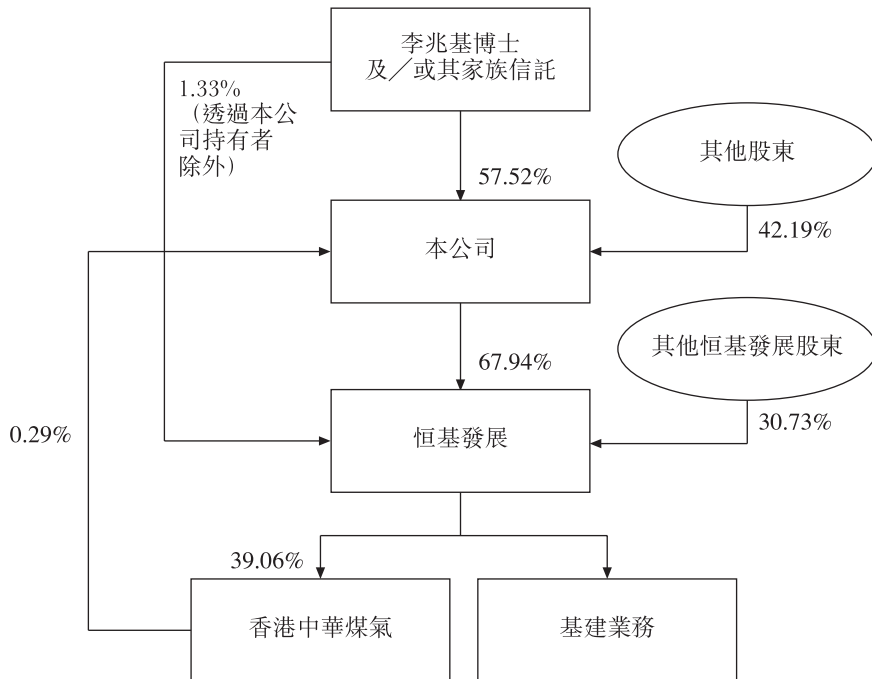 李兆基博士
及／或其家族信託
1.33%
（透過本公
司持有者
除外）
57.52%
其他股東
42.19%
本公司
67.94%
其他恒基發展股東
30.73%
0.29%
恒基發展
39.06%
香港中華煤氣
基建業務